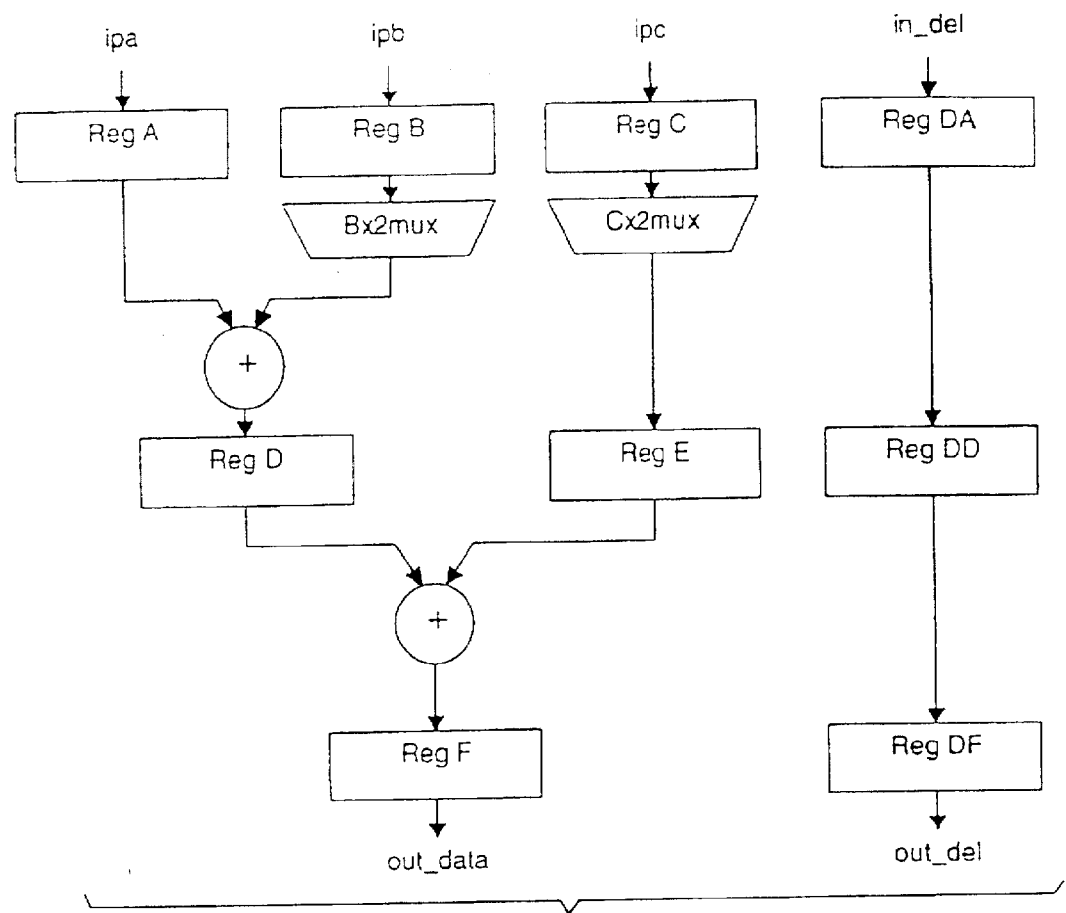 ipa ipb ipc in_del
Reg A Reg B Reg C Reg DA
Bx2mux Cx2mux
+
Reg D Reg E Reg DD
+
Reg F Reg DF
out_data out_del